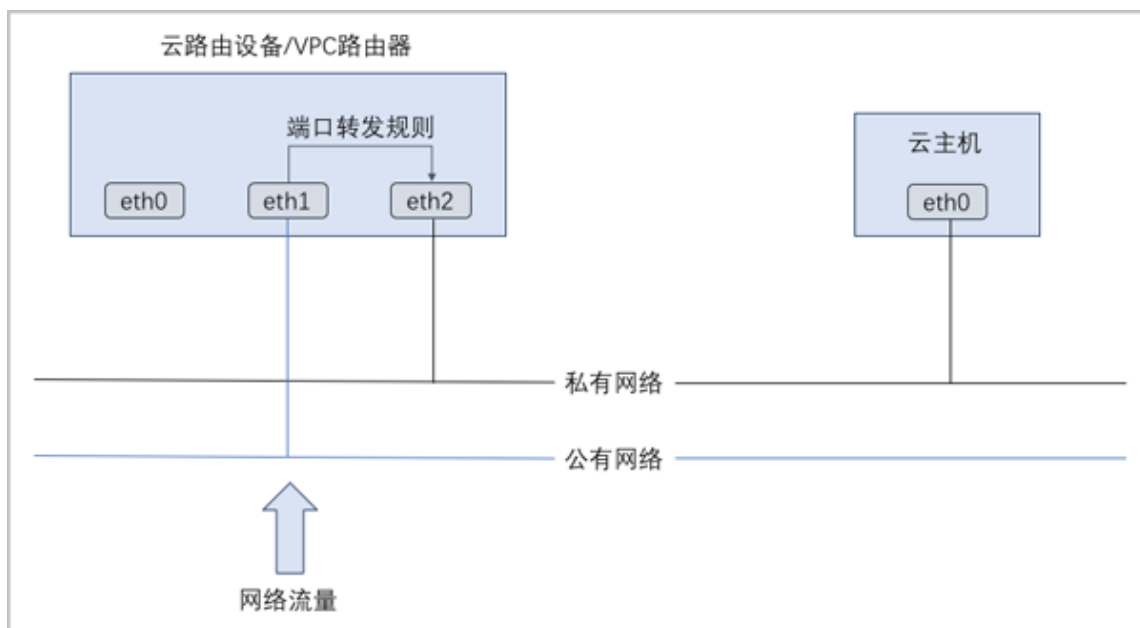 云路由设备/VPC路由器
端口转发规则
云主机
eth0
eth1
eth2
eth0
私有网络
公有网络
网络流量